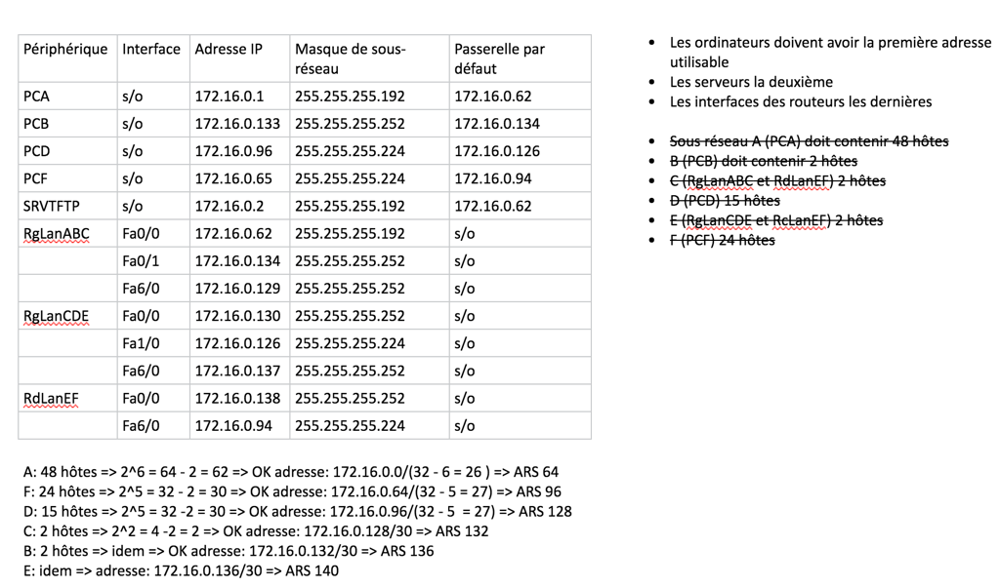 Périphérique Interface Adresse IP Masque de sous-
réseau Passerelle par
défaut
PCA s/o 172.16.0.1 255.255.255.192 172.16.0.62
PCB s/o 172.16.0.133 255.255.255.252 172.16.0.134
PCD s/o 172.16.0.96 255.255.255.224 172.16.0.126
PCF s/o 172.16.0.65 255.255.255.224 172.16.0.94
SRVTFTP s/o 172.16.0.2 255.255.255.192 172.16.0.62
RgLanABC Fa0/0 172.16.0.62 255.255.255.192 s/o
Fa0/1 172.16.0.134 255.255.255.252 s/o
Fa6/0 172.16.0.129 255.255.255.252 s/o
RgLanCDE Fa0/0 172.16.0.130 255.255.255.252 s/o
Fa1/0 172.16.0.126 255.255.255.224 s/o
Fa6/0 172.16.0.137 255.255.255.252 s/o
RdLanEF Fa0/0 172.16.0.138 255.255.255.252 s/o
Fa6/0 172.16.0.94 255.255.255.224 s/o
A: 48 hôtes => 2^6 = 64 - 2 = 62 => OK adresse: 172.16.0.0/(32 - 6 = 26 ) => ARS 64
F: 24 hôtes => 2^5 = 32 - 2 = 30 => OK adresse: 172.16.0.64/(32 - 5 = 27) => ARS 96
D: 15 hôtes => 2^5 = 32 -2 = 30 => OK adresse: 172.16.0.96/(32 - 5 = 27) => ARS 128
C: 2 hôtes => 2^2 = 4 -2 = 2 => OK adresse: 172.16.0.128/30 => ARS 132
B: 2 hôtes => idem => OK adresse: 172.16.0.132/30 => ARS 136
E: idem => adresse: 172.16.0.136/30 => ARS 140
• Les ordinateurs doivent avoir la première adresse
utilisable
• Les serveurs la deuxième
• Les interfaces des routeurs les dernières
• Sous réseau A (PCA) doit contenir 48 hôtes
• B (PCB) doit contenir 2 hôtes
• C (RgLanABC et RdLanEF) 2 hôtes
• D (PCD) 15 hôtes
• E (RgLanCDE et RcLanEF) 2 hôtes
• F (PCF) 24 hôtes